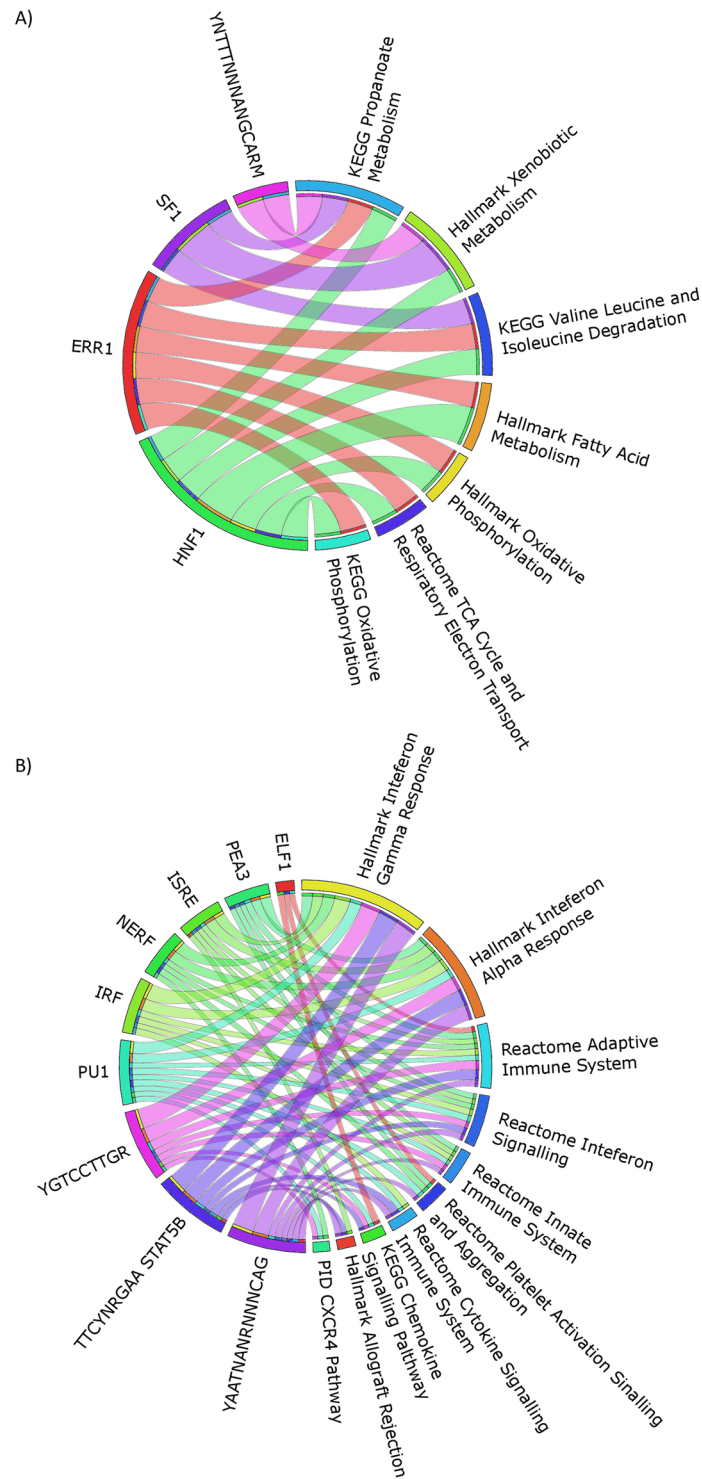 A)
YNTTTNNNANGCARM
KEGG Propanoate
Metabolism
Hallmark Xenobiotic
Metabolism
SF1
KEGG Valine Leucine and
Isoleucine Degradation
ERR1
Hallmark Fatty Acid
Metabolism
Hallmark Oxidative
Phosphorylation
HNF1
Reactome TCA Cycle and
Respiratory Electron Transport
KEGG Oxidative
Phosphorylation
B)
Hallmark Inteferon
Gamma Response
ELF1
PEA3
ISRE
Hallmark Inteferon
Alpha Response
NERF
IRF
Reactome Adaptive
Immune System
PU1
Reactome Inteferon
Signalling
YGTCCTTGR
Reactome Innate
Immune System
TTCYNRGAA STAT5B
Reactome Platelet Activation Sinalling
and Aggregation
YAATNANRNNNCAG
Reactome Cytokine Signalling
Immune System
KEGG Chemokine
Signalling Palthway
Hallmark Allograft Rejection
PID CXCR4 Pathway